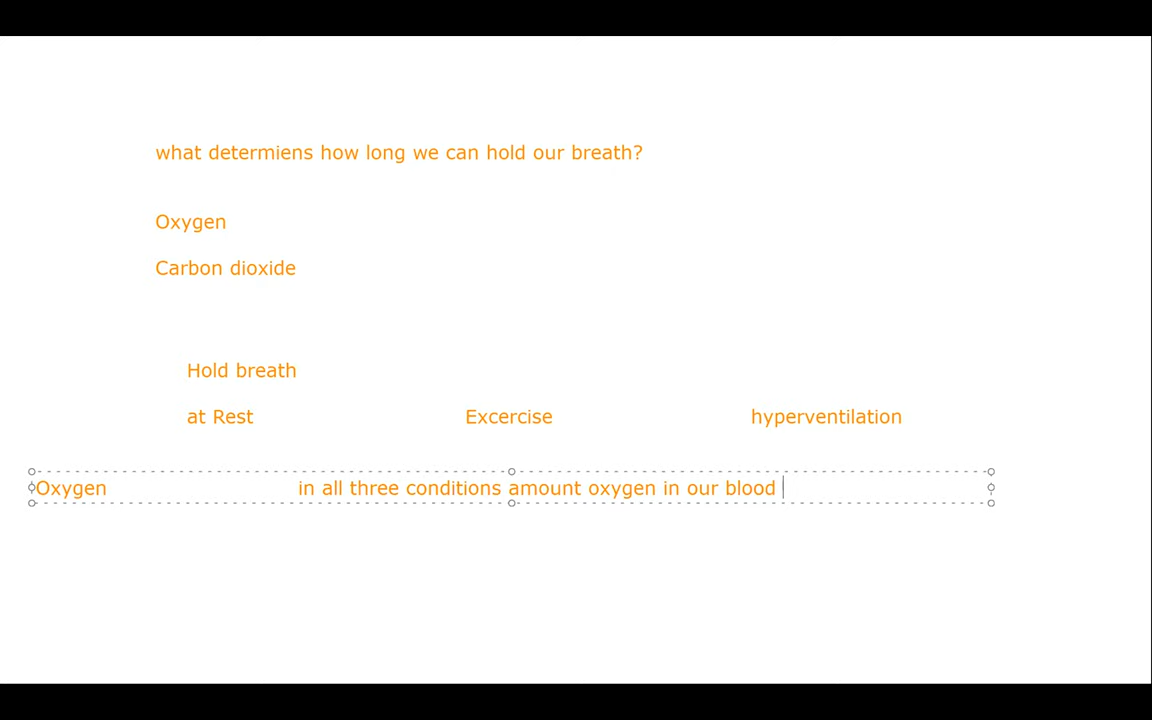 what determiens how long we can hold our breath?
Oxygen
Carbon dioxide
Hold breath
at Rest Excercise hyperventilation
Oxygen in all three conditions amount oxygen in our blood